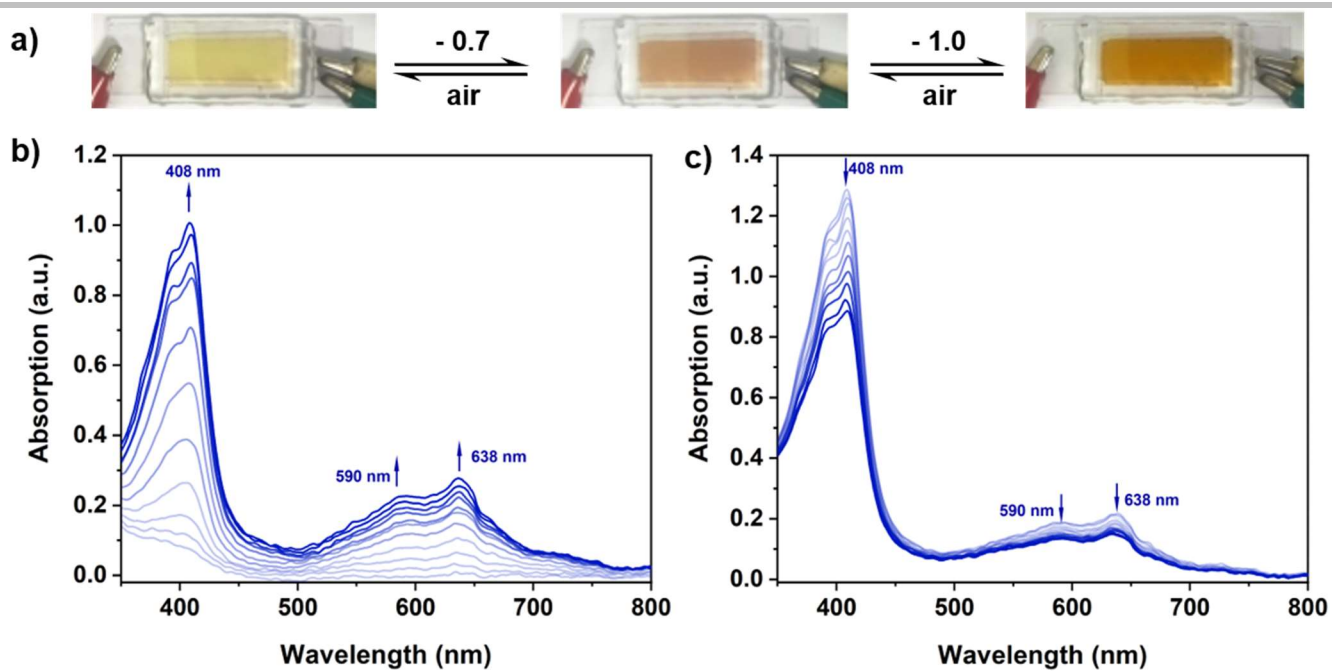 a)
- 0.7
air
- 1.0
air
b)
1.2
1.0
0.8
0.6
0.4
0.2
0.0
Absorption (a.u.)
408 nm
590 nm
638 nm
400
500
600
700
800
Wavelength (nm)
c)
1.4
1.2
1.0
0.8
0.6
0.4
0.2
0.0
Absorption (a.u.)
408 nm
590 nm
638 nm
400
500
600
700
800
Wavelength (nm)